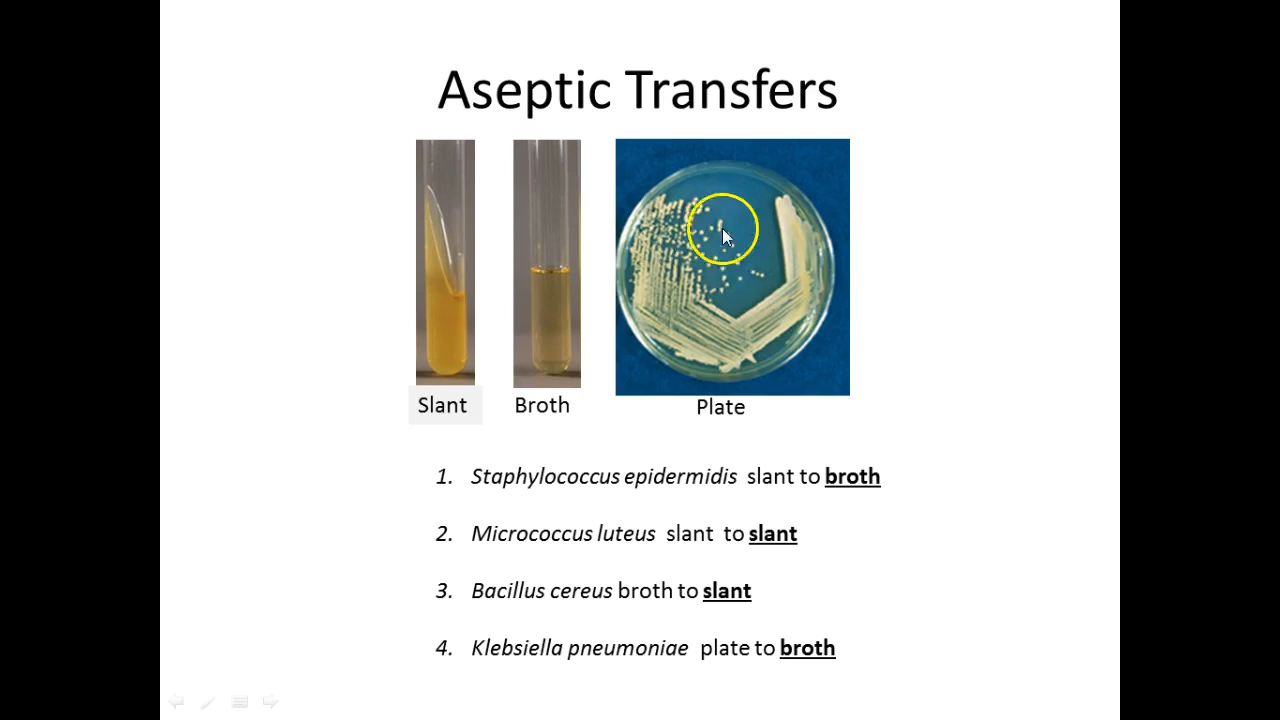 Aseptic Transfers
Slant
Broth
Plate
1. Staphylococcus epidermidis slant to broth
2. Micrococcus luteus slant to slant
3. Bacillus cereus broth to slant
4. Klebsiella pneumoniae plate to broth